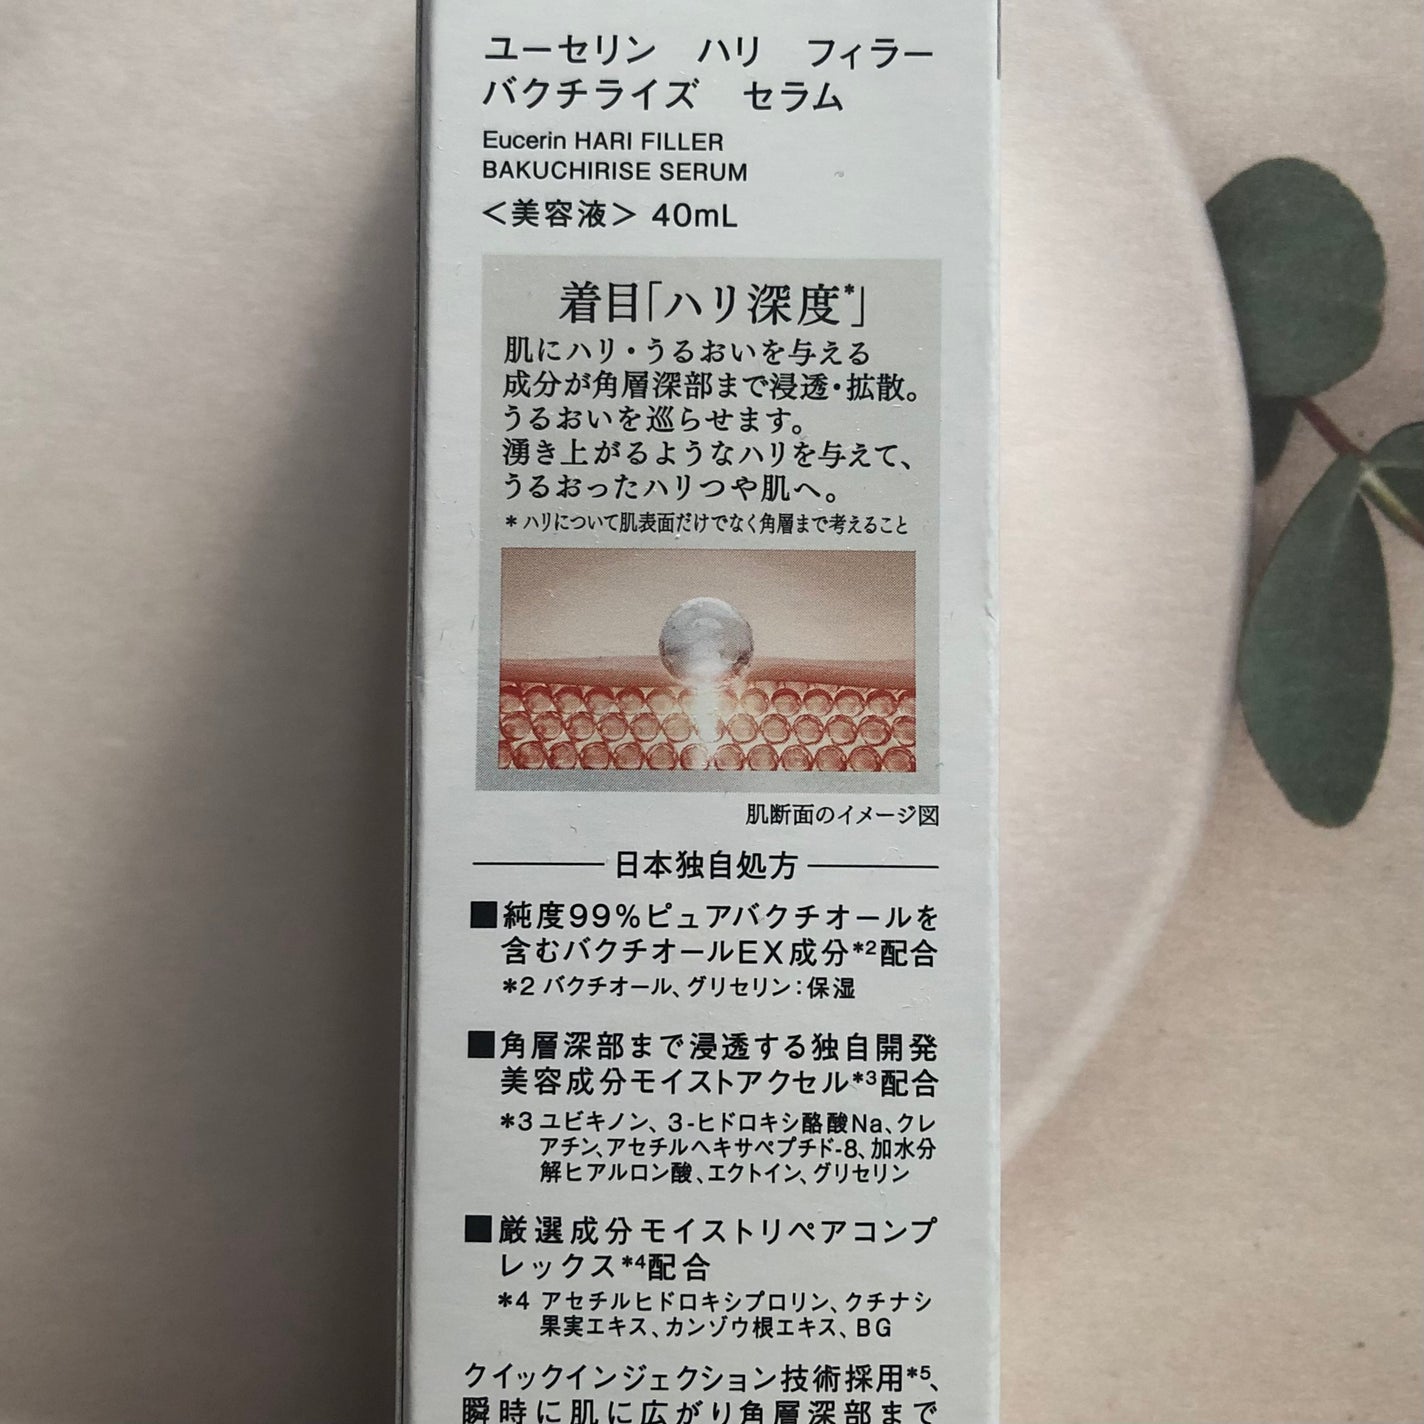 ユーセリン　ハリ　フィラー
バクチライズ　セラム
Eucerin HARI FILLER
BAKUCHIRISE SERUM
＜美容液＞ 40mL
着目「ハリ深度*」
肌にハリ・うるおいを与える
成分が角層深部まで浸透・拡散。
うるおいを巡らせます。
湧き上がるようなハリを与えて、
うるおったハリつや肌へ。
* ハリについて肌表面だけでなく角層まで考えること
肌断面のイメージ図
日本独自処方
■純度99%ピュアバクチオールを
含むバクチオールEX成分*2配合
*2 バクチオール、グリセリン：保湿
■角層深部まで浸透する独自開発
美容成分モイストアクセル*3配合
*3 ユビキノン、3-ヒドロキシ酪酸Na、クレ
アチン、アセチルヘキサペプチド-8、加水分
解ヒアルロン酸、エクトイン、グリセリン
■厳選成分モイストリペアコンプ
レックス*4配合
*4 アセチルヒドロキシプロリン、クチナシ
果実エキス、カンゾウ根エキス、BG
クイックインジェクション技術採用*5、
瞬時に肌に広がり角層深部まで